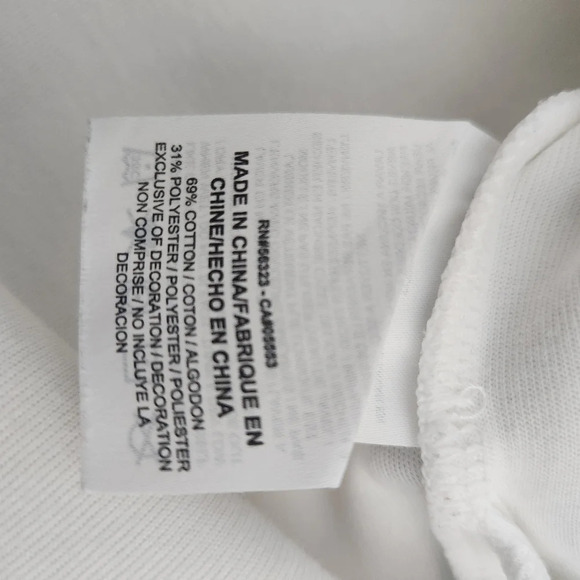 RN#56323 - CA#05553
MADE IN CHINA/FABRIQUE EN
CHINE/HECHO EN CHINA
69% COTTON / COTON / ALGODON
31% POLYESTER / POLYESTER / POLIESTER
EXCLUSIVE OF DECORATION / DECORATION
NON COMPRISE / NO INCLUYE LA
DECORACION